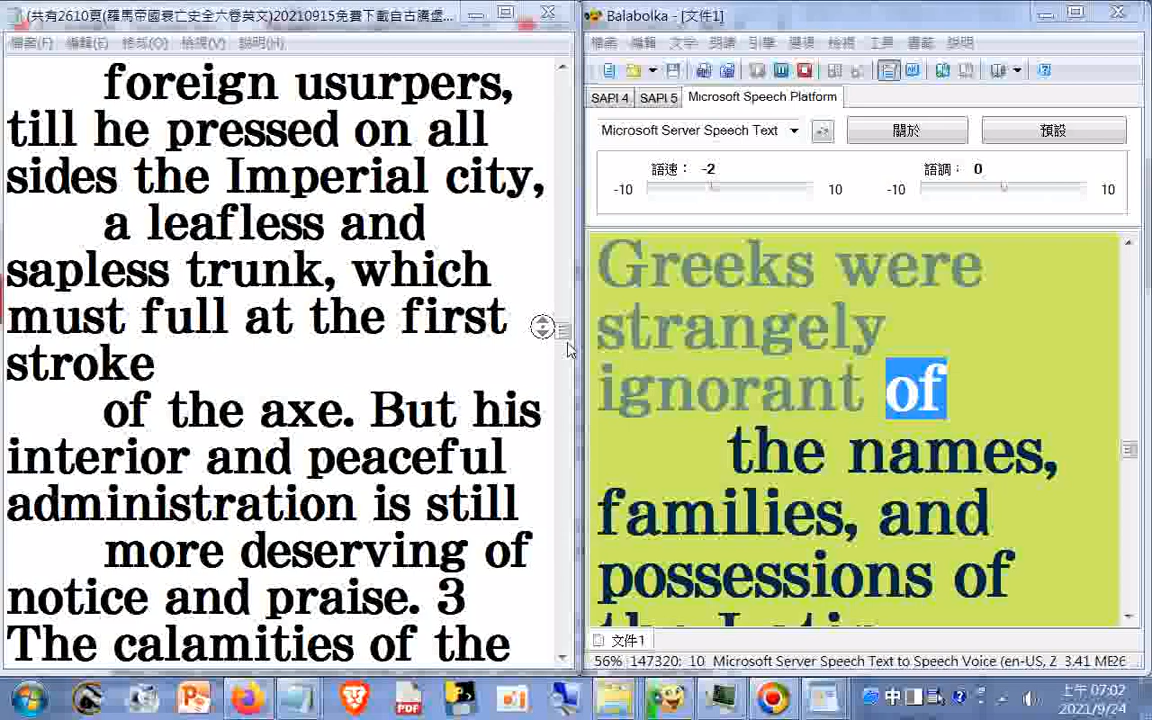 (共有2610頁(羅馬帝國衰亡史全六卷英文)20210915免費下載自古騰堡...
檔案(F) 編輯(E) 格式(O) 檢視(V) 說明(H)
foreign usurpers,
till he pressed on all
sides the Imperial city,
a leafless and
sapless trunk, which
must full at the first
stroke
of the axe. But his
interior and peaceful
administration is still
more deserving of
notice and praise. 3
The calamities of the
Balabolka - [文件1]
檔案 編輯 文字 朗讀 引擎 選項 檢視 工具 書籤 說明
SAPI 4 SAPI 5 Microsoft Speech Platform
Microsoft Server Speech Text
關於 預設
語速： -2 語調： 0
-10 10 -10 10
Greeks were
strangely
ignorant of
the names,
families, and
possessions of
the Latin
文件1
56% 147320: 10 Microsoft Server Speech Text to Speech Voice (en-US, Z 3.41 ME26
PDF
中
上午 07:02
2021/9/24